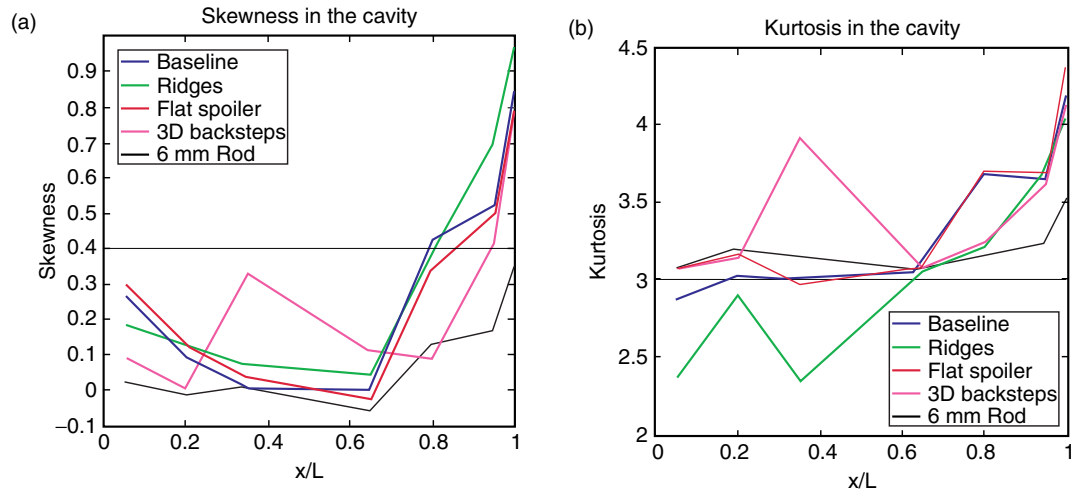 (a)
Skewness in the cavity
0.9
0.8
0.7
0.6
0.5
0.4
0.3
0.2
0.1
0
−0.1
Skewness
Baseline
Ridges
Flat spoiler
3D backsteps
6 mm Rod
0 0.2 0.4 0.6 0.8 1
x/L
(b)
Kurtosis in the cavity
4.5
4
3.5
3
2.5
2
Kurtosis
Baseline
Ridges
Flat spoiler
3D backsteps
6 mm Rod
0 0.2 0.4 0.6 0.8 1
x/L